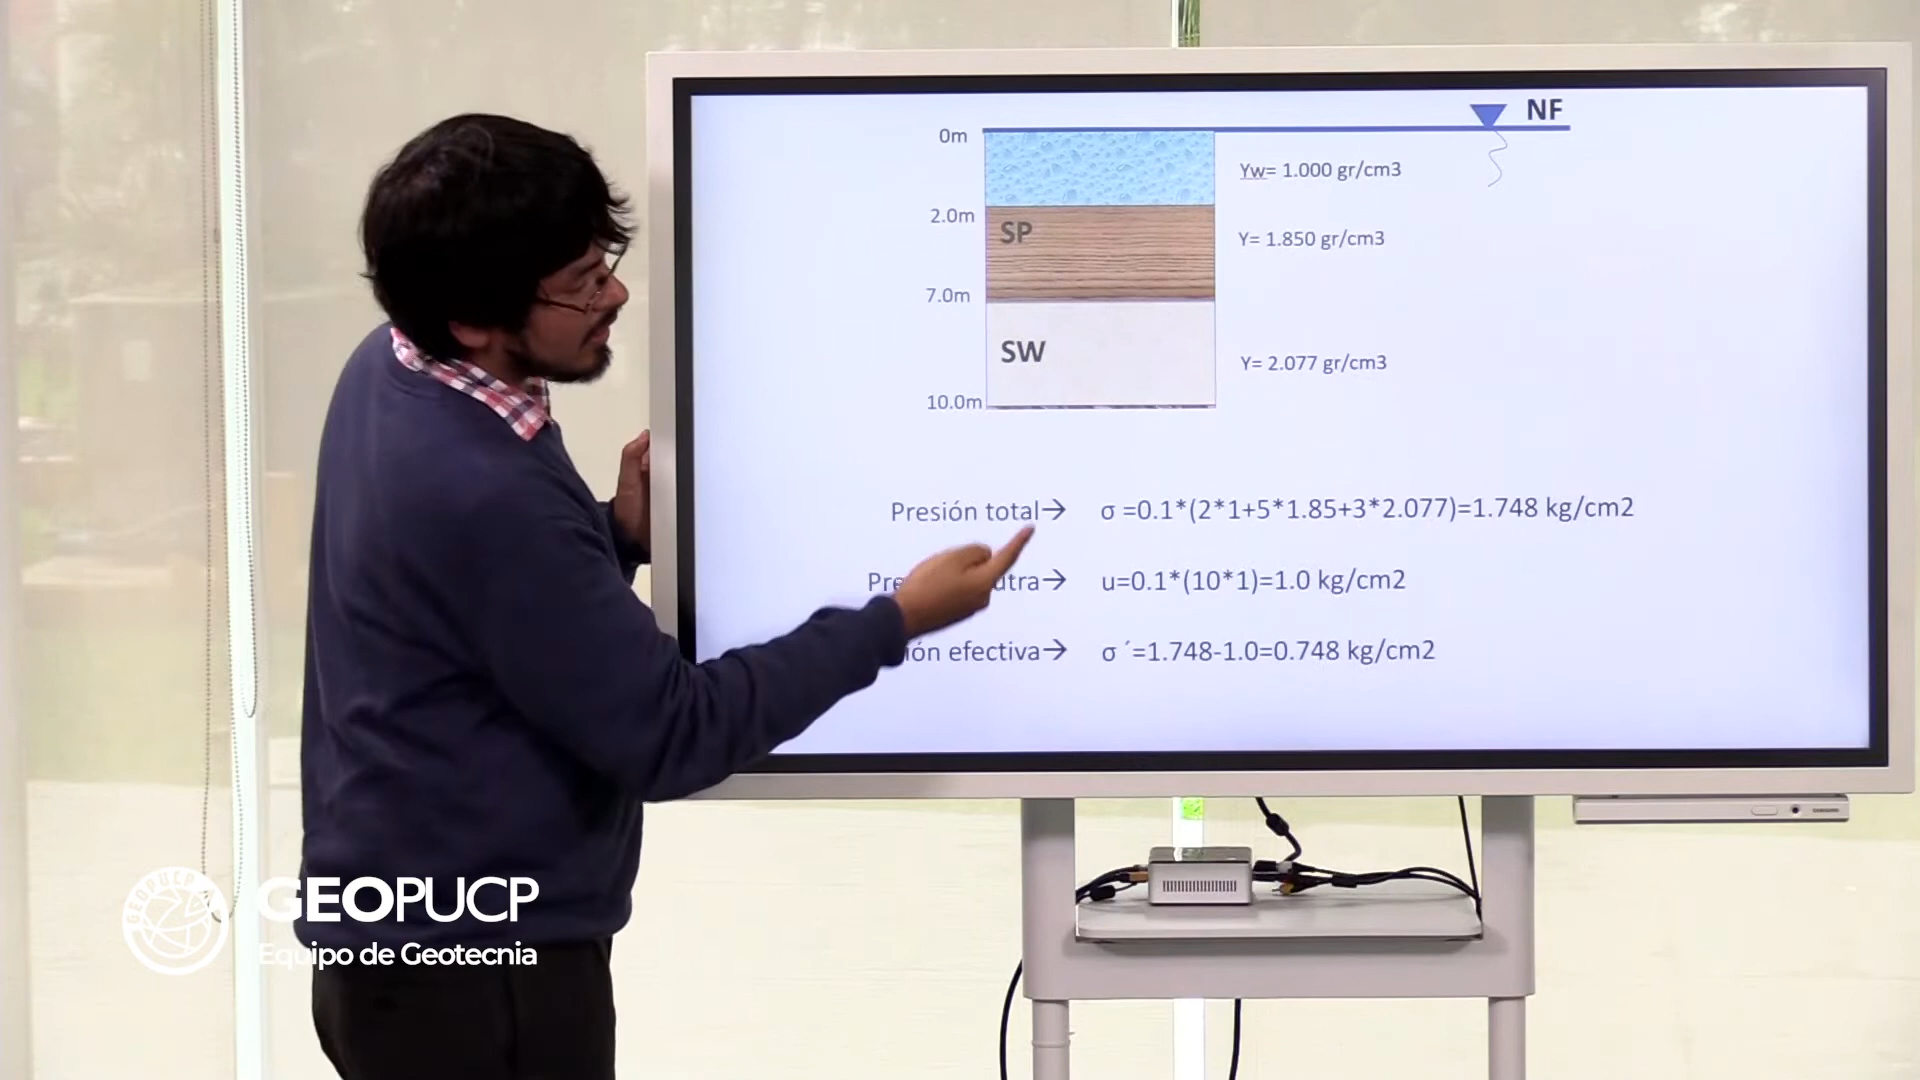 NF
0m
Yw= 1.000 gr/cm3
2.0m
SP
Y= 1.850 gr/cm3
7.0m
SW
Y= 2.077 gr/cm3
10.0m
Presión total→ σ =0.1*(2*1+5*1.85+3*2.077)=1.748 kg/cm2
u=0.1*(10*1)=1.0 kg/cm2
efectiva→ σ ´=1.748-1.0=0.748 kg/cm2
GEOPUCP
GEOPUCP
Equipo de Geotecnia